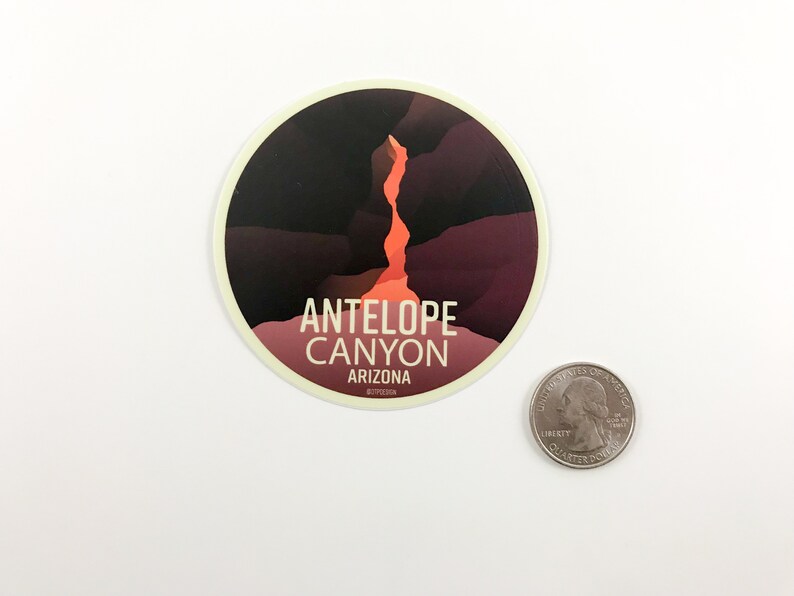 ANTELOPE
CANYON
ARIZONA
@DTPDESIGN
UNITED STATES OF AMERICA
LIBERTY
IN
GOD WE
TRUST
QUARTER DOLLAR